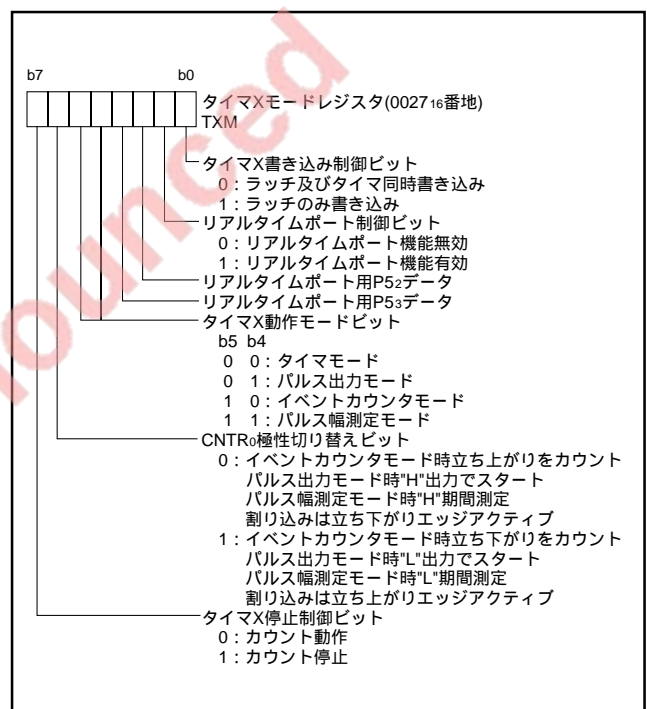 b7 b0
タイマXモードレジスタ(002716番地)
TXM
タイマX書き込み制御ビット
0：ラッチ及びタイマ同時書き込み
1：ラッチのみ書き込み
リアルタイムポート制御ビット
0：リアルタイムポート機能無効
1：リアルタイムポート機能有効
リアルタイムポート用P52データ
リアルタイムポート用P53データ
タイマX動作モードビット
b5 b4
0 0：タイマモード
0 1：パルス出力モード
1 0：イベントカウンタモード
1 1：パルス幅測定モード
CNTR0極性切り替えビット
0：イベントカウンタモード時立ち上がりをカウント
パルス出力モード時"H"出力でスタート
パルス幅測定モード時"H"期間測定
割り込みは立ち下がりエッジアクティブ
1：イベントカウンタモード時立ち下がりをカウント
パルス出力モード時"L"出力でスタート
パルス幅測定モード時"L"期間測定
割り込みは立ち上がりエッジアクティブ
タイマX停止制御ビット
0：カウント動作
1：カウント停止
ounced